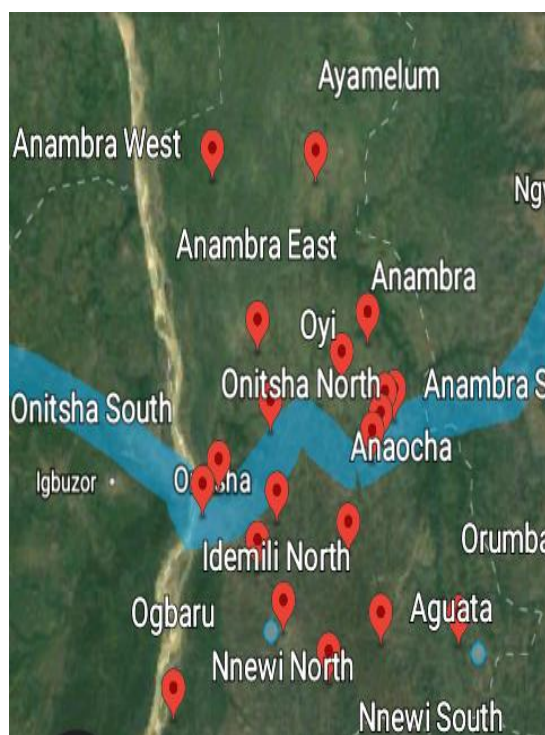 Ayamelum
Anambra West
Ngv
Anambra East
Anambra
Oyi
Onitsha North
Anambra S
Onitsha South
Anaocha
Igbuzor
Orumba
Idemili North
Ogbaru
Aguata
Nnewi North
Nnewi South